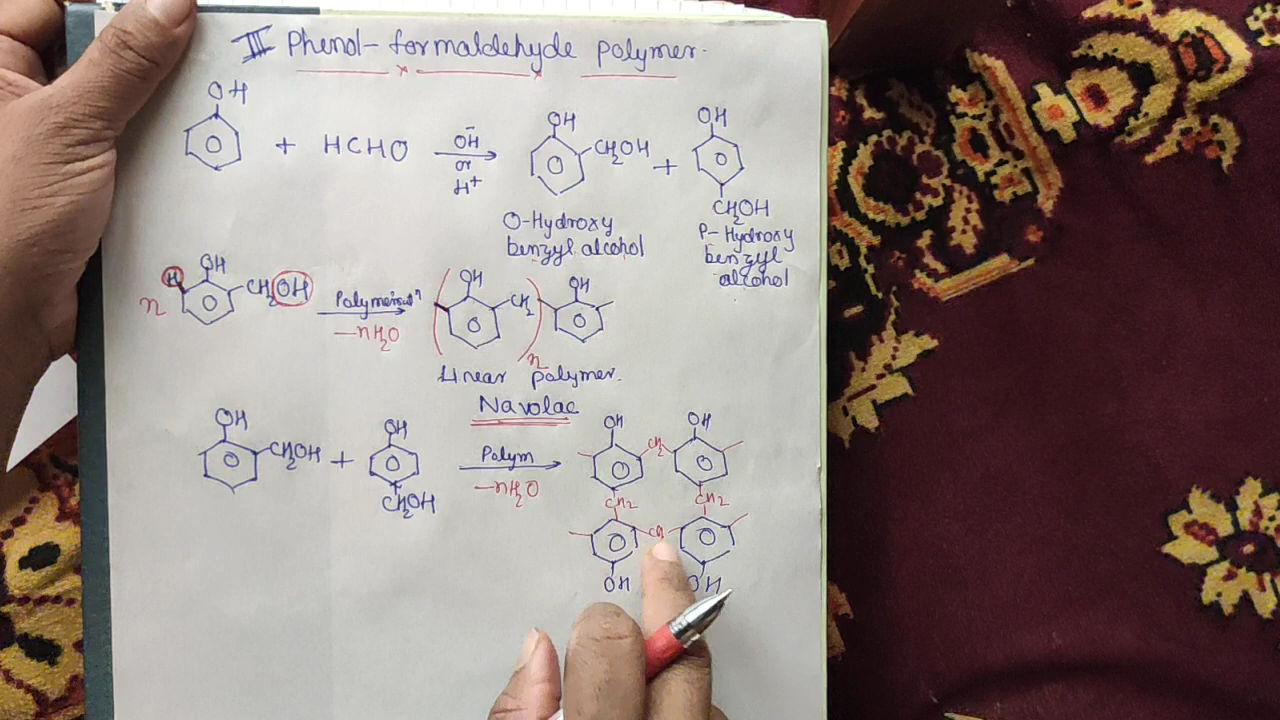 III Phenol-formaldehyde polymer.
OH
OH
OH
+ HCHO
OH⁻
or
H⁺
CH₂OH +
CH₂OH
O-Hydroxy
benzyl alcohol
P-Hydroxy
benzyl
alcohol
n H OH CH₂OH
-nH₂O
( OH CH₂ )n OH
Linear polymer.
Navolac
OH CH₂OH + OH CH₂OH
Polym
-nH₂O
OH CH₂ OH
CH₂ CH₂
OH OH